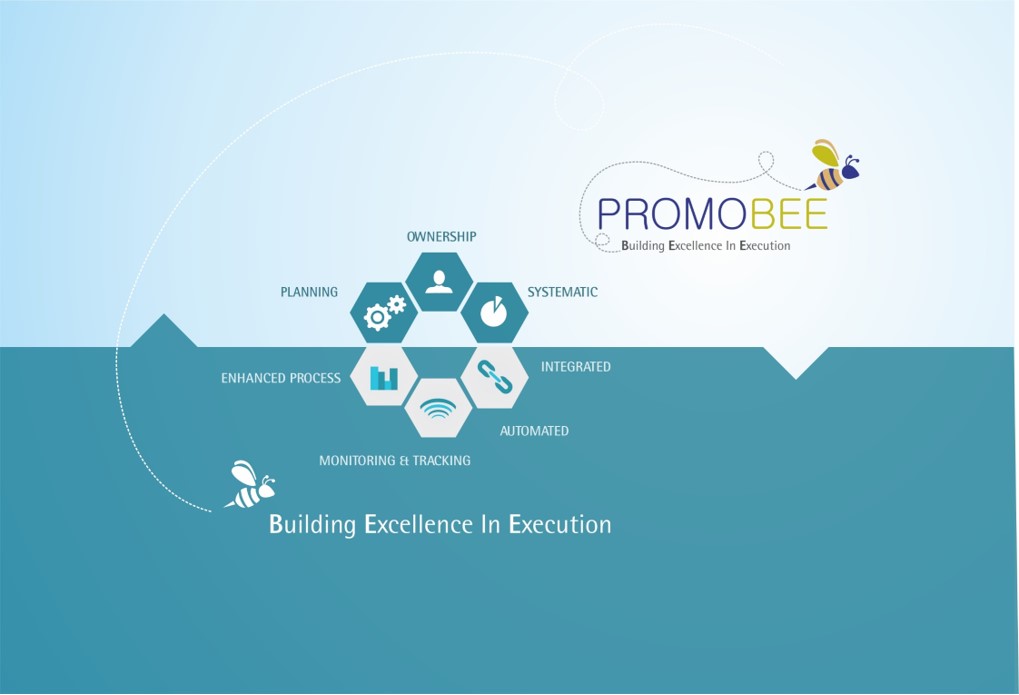 PROMOBEE
Building Excellence In Execution
OWNERSHIP
PLANNING
SYSTEMATIC
INTEGRATED
ENHANCED PROCESS
AUTOMATED
MONITORING & TRACKING
Building Excellence In Execution